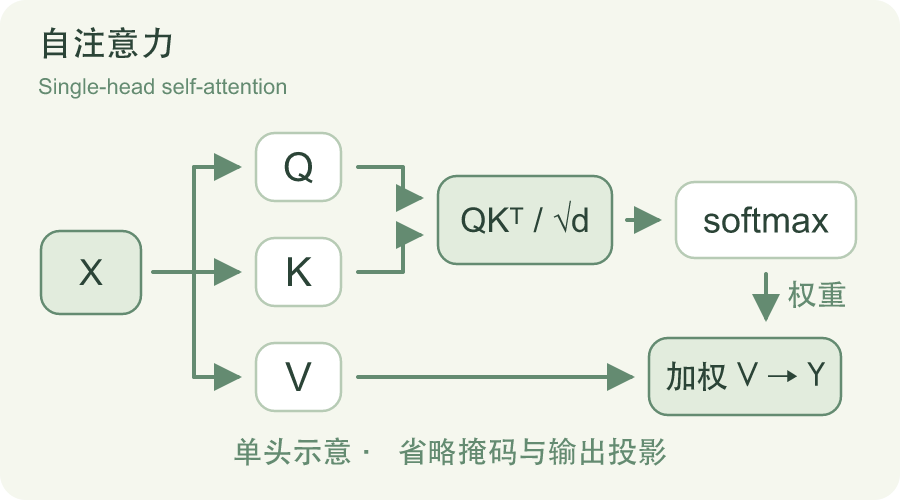 自注意力
Single-head self-attention
X
Q
K
V
QKᵀ / √d
softmax
权重
加权 V → Y
单头示意 · 省略掩码与输出投影